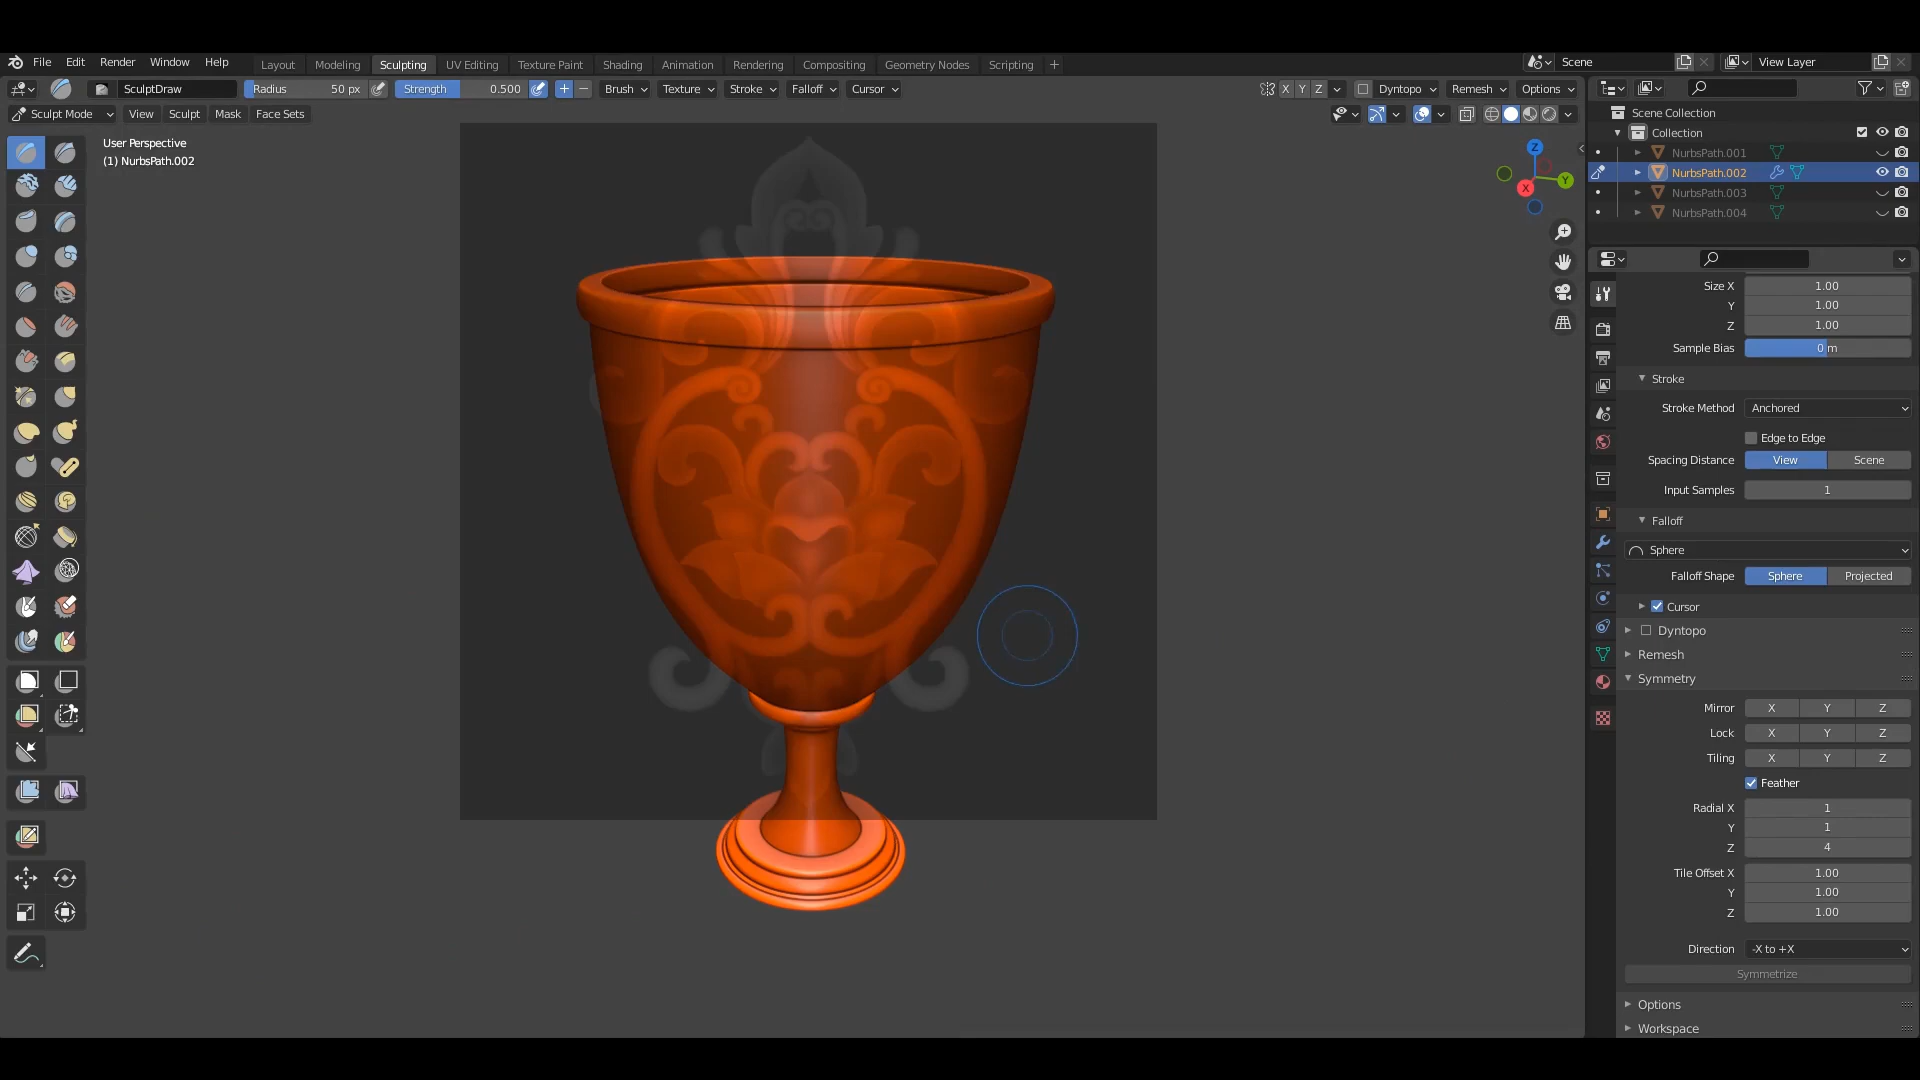 File Edit Render Window Help Layout Modeling Sculpting UV Editing Texture Paint Shading Animation Rendering Compositing Geometry Nodes Scripting + Scene View Layer
SculptDraw Radius 50 px Strength 0.500 + − Brush Texture Stroke Falloff Cursor X Y Z Dyntopo Remesh Options
Sculpt Mode View Sculpt Mask Face Sets
User Perspective
(1) NurbsPath.002
Z
Y
X
Scene Collection
Collection
NurbsPath.001
NurbsPath.002
NurbsPath.003
NurbsPath.004
Size X 1.00
Y 1.00
Z 1.00
Sample Bias 0 m
Stroke
Stroke Method Anchored
Edge to Edge
Spacing Distance View Scene
Input Samples 1
Falloff
Sphere
Falloff Shape Sphere Projected
Cursor
Dyntopo
Remesh
Symmetry
Mirror X Y Z
Lock X Y Z
Tiling X Y Z
Feather
Radial X 1
Y 1
Z 4
Tile Offset X 1.00
Y 1.00
Z 1.00
Direction -X to +X
Symmetrize
Options
Workspace